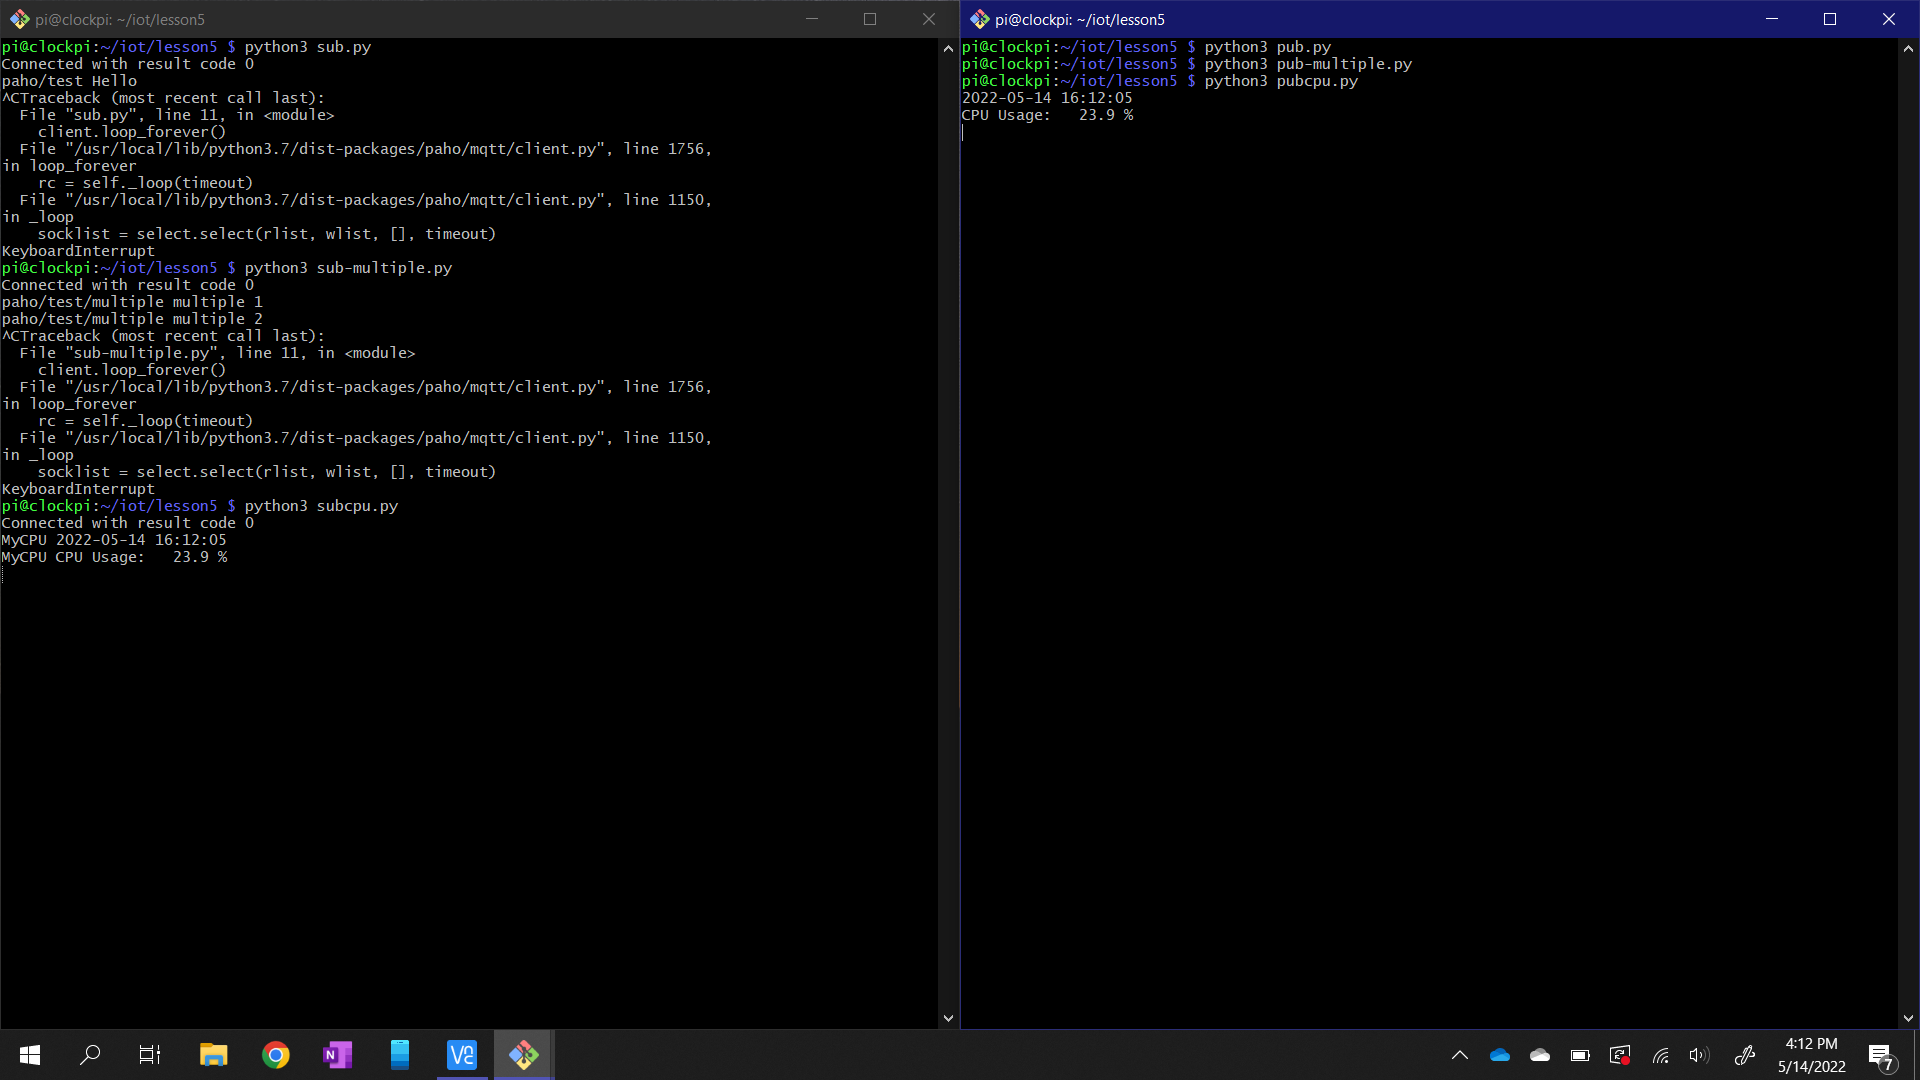 pi@clockpi: ~/iot/lesson5
pi@clockpi:~/iot/lesson5 $ python3 sub.py
Connected with result code 0
paho/test Hello
^CTraceback (most recent call last):
  File "sub.py", line 11, in <module>
    client.loop_forever()
  File "/usr/local/lib/python3.7/dist-packages/paho/mqtt/client.py", line 1756,
in loop_forever
    rc = self._loop(timeout)
  File "/usr/local/lib/python3.7/dist-packages/paho/mqtt/client.py", line 1150,
in _loop
    socklist = select.select(rlist, wlist, [], timeout)
KeyboardInterrupt
pi@clockpi:~/iot/lesson5 $ python3 sub-multiple.py
Connected with result code 0
paho/test/multiple multiple 1
paho/test/multiple multiple 2
^CTraceback (most recent call last):
  File "sub-multiple.py", line 11, in <module>
    client.loop_forever()
  File "/usr/local/lib/python3.7/dist-packages/paho/mqtt/client.py", line 1756,
in loop_forever
    rc = self._loop(timeout)
  File "/usr/local/lib/python3.7/dist-packages/paho/mqtt/client.py", line 1150,
in _loop
    socklist = select.select(rlist, wlist, [], timeout)
KeyboardInterrupt
pi@clockpi:~/iot/lesson5 $ python3 subcpu.py
Connected with result code 0
MyCPU 2022-05-14 16:12:05
MyCPU CPU Usage:   23.9 %
pi@clockpi: ~/iot/lesson5
pi@clockpi:~/iot/lesson5 $ python3 pub.py
pi@clockpi:~/iot/lesson5 $ python3 pub-multiple.py
pi@clockpi:~/iot/lesson5 $ python3 pubcpu.py
2022-05-14 16:12:05
CPU Usage:   23.9 %
N
VC
4:12 PM
5/14/2022
7